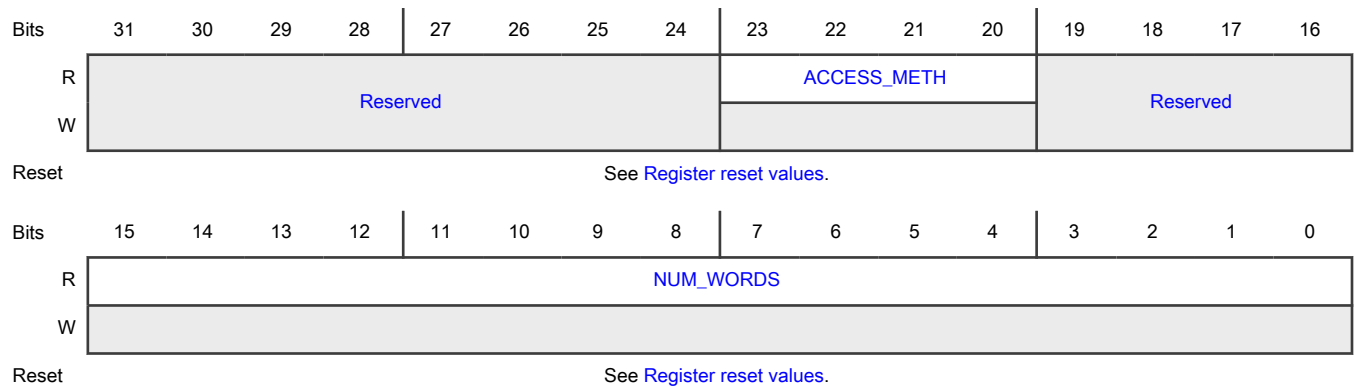 Bits 31 30 29 28 27 26 25 24 23 22 21 20 19 18 17 16
R ACCESS_METH
Reserved Reserved
W
Reset See Register reset values.
Bits 15 14 13 12 11 10 9 8 7 6 5 4 3 2 1 0
R NUM_WORDS
W
Reset See Register reset values.